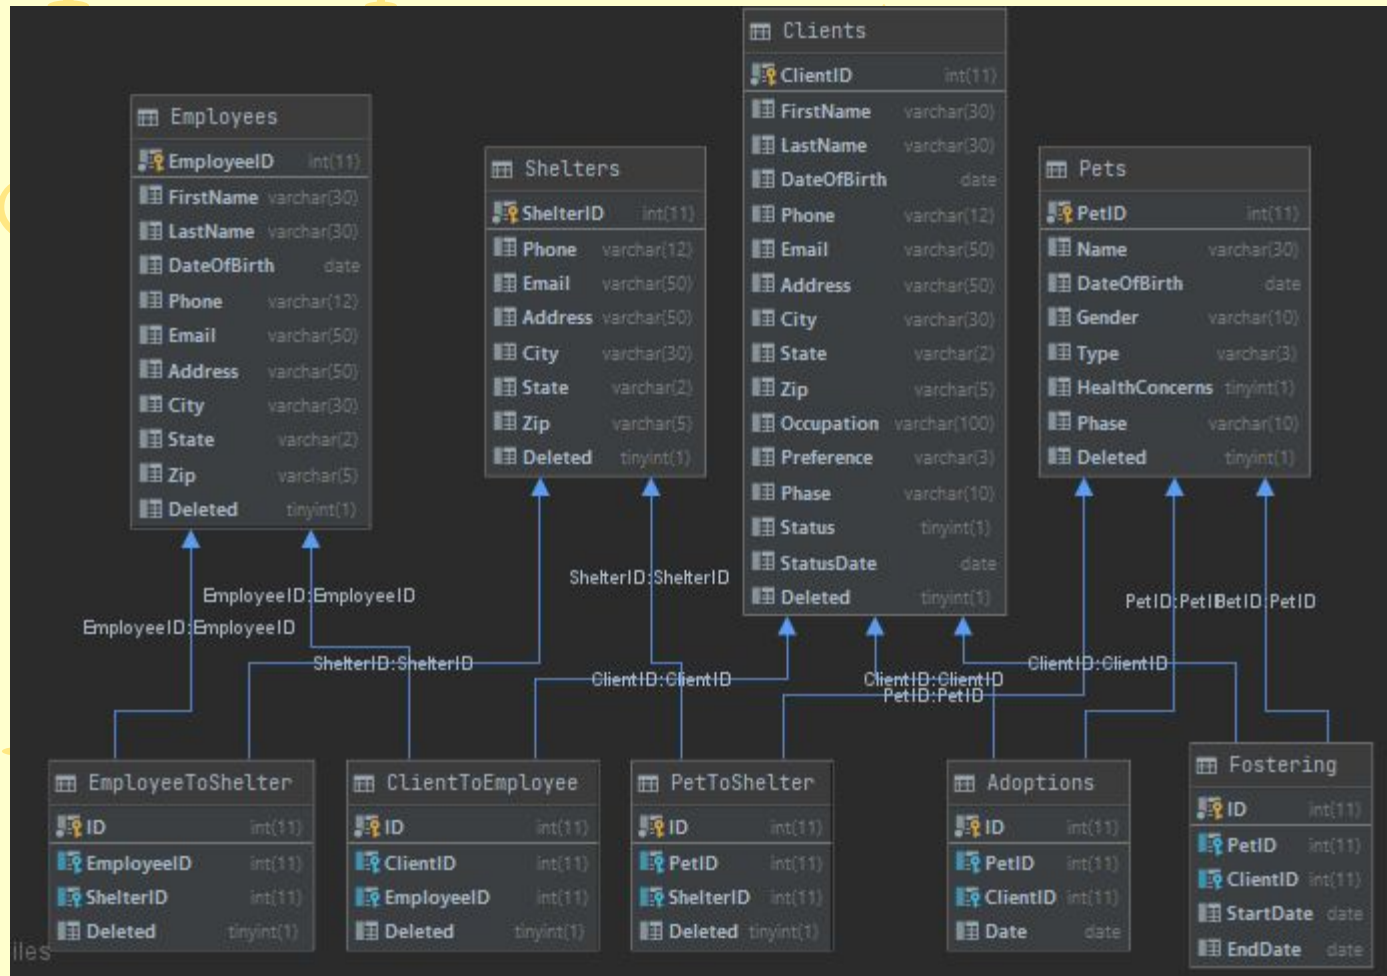 Employees
EmployeeID int(11)
FirstName varchar(30)
LastName varchar(30)
DateOfBirth date
Phone varchar(12)
Email varchar(50)
Address varchar(50)
City varchar(30)
State varchar(2)
Zip varchar(5)
Deleted tinyint(1)
Shelters
ShelterID int(11)
Phone varchar(12)
Email varchar(50)
Address varchar(50)
City varchar(30)
State varchar(2)
Zip varchar(5)
Deleted tinyint(1)
Clients
ClientID int(11)
FirstName varchar(30)
LastName varchar(30)
DateOfBirth date
Phone varchar(12)
Email varchar(50)
Address varchar(50)
City varchar(30)
State varchar(2)
Zip varchar(5)
Occupation varchar(100)
Preference varchar(3)
Phase varchar(10)
Status tinyint(1)
StatusDate date
Deleted tinyint(1)
Pets
PetID int(11)
Name varchar(30)
DateOfBirth date
Gender varchar(10)
Type varchar(3)
HealthConcerns tinyint(1)
Phase varchar(10)
Deleted tinyint(1)
ShelterID:ShelterID
EmployeeID:EmployeeID
PetID:PetID
PetID:PetID
EmployeeID:EmployeeID
ShelterID:ShelterID
ClientID:ClientID
ClientID:ClientID
ClientID:ClientID
PetID:PetID
EmployeeToShelter
ID int(11)
EmployeeID int(11)
ShelterID int(11)
Deleted tinyint(1)
ClientToEmployee
ID int(11)
ClientID int(11)
EmployeeID int(11)
Deleted tinyint(1)
PetToShelter
ID int(11)
PetID int(11)
ShelterID int(11)
Deleted tinyint(1)
Adoptions
ID int(11)
PetID int(11)
ClientID int(11)
Date date
Fostering
ID int(11)
PetID int(11)
ClientID int(11)
StartDate date
EndDate date
iles